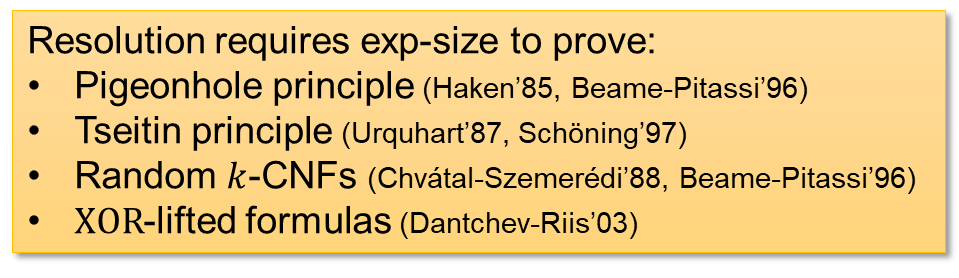 Resolution requires exp-size to prove:
• Pigeonhole principle (Haken’85, Beame-Pitassi’96)
• Tseitin principle (Urquhart’87, Schöning’97)
• Random 𝑘-CNFs (Chvátal-Szemerédi’88, Beame-Pitassi’96)
• XOR-lifted formulas (Dantchev-Riis’03)